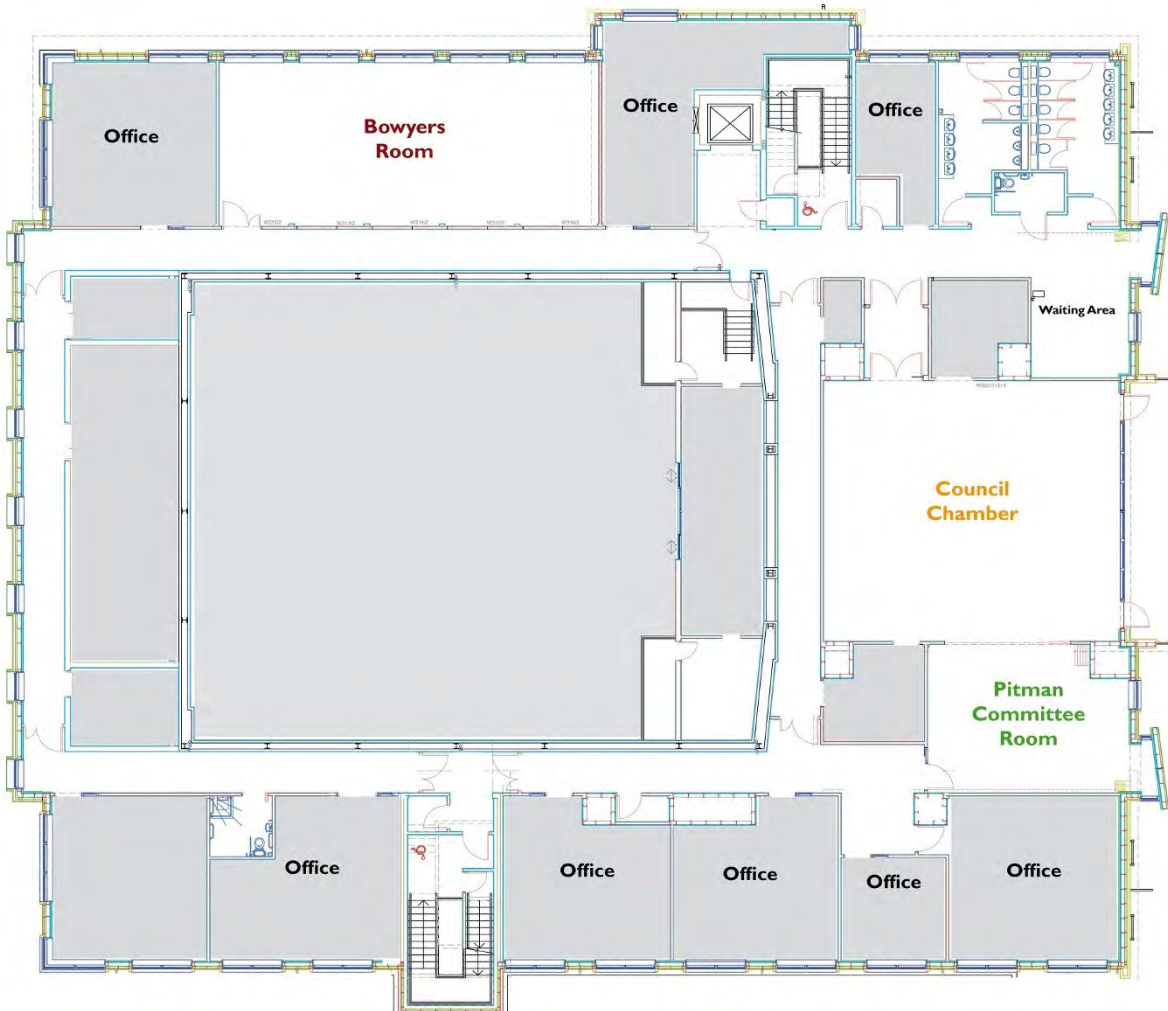 R
Office
Bowyers
Room
Office
Office
Waiting Area
Council
Chamber
Pitman
Committee
Room
Office
Office
Office
Office
Office